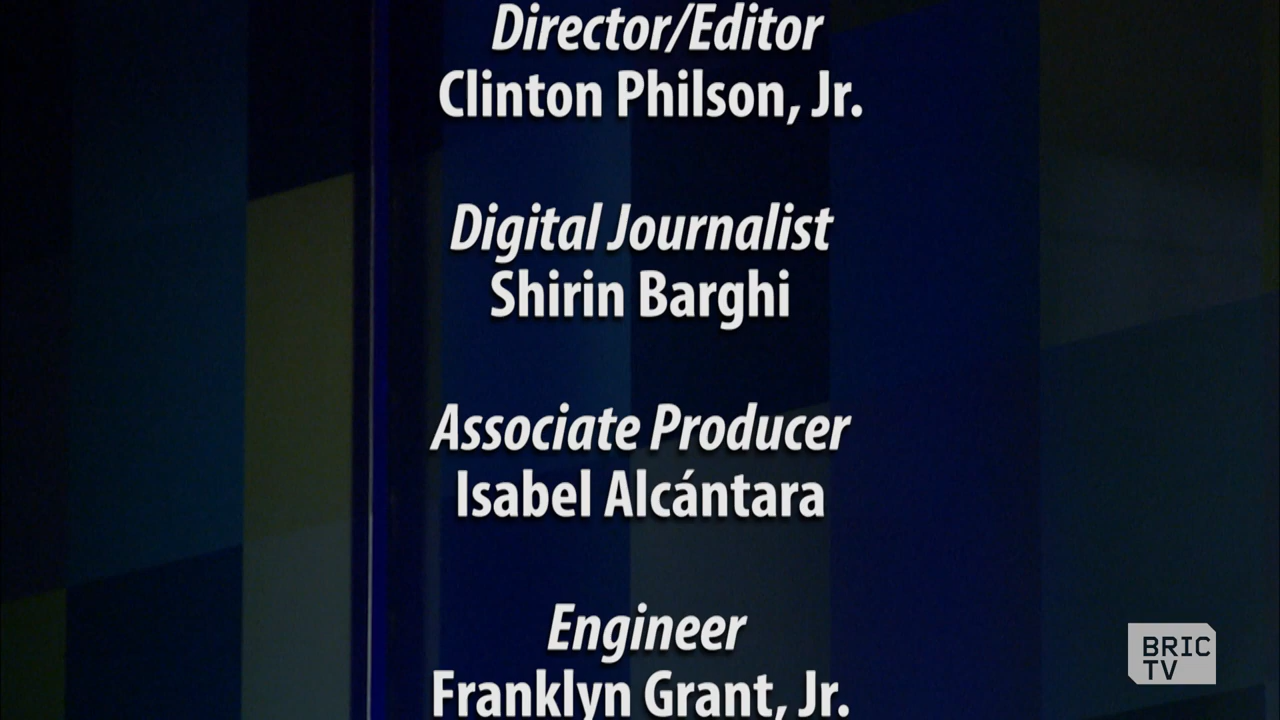 Director/Editor
Clinton Philson, Jr.
Digital Journalist
Shirin Barghi
Associate Producer
Isabel Alcántara
Engineer
Franklyn Grant, Jr.
BRIC
TV